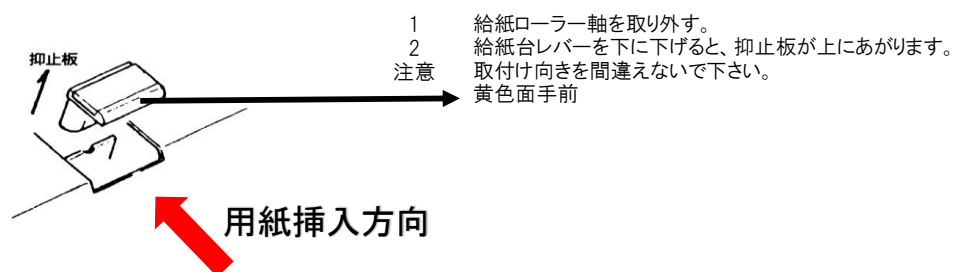 1 給紙ローラー軸を取り外す。
2 給紙台レバーを下に下げると、抑止板が上にあがります。
注意 取付け向きを間違えないで下さい。
黄色面手前
抑止板
用紙挿入方向